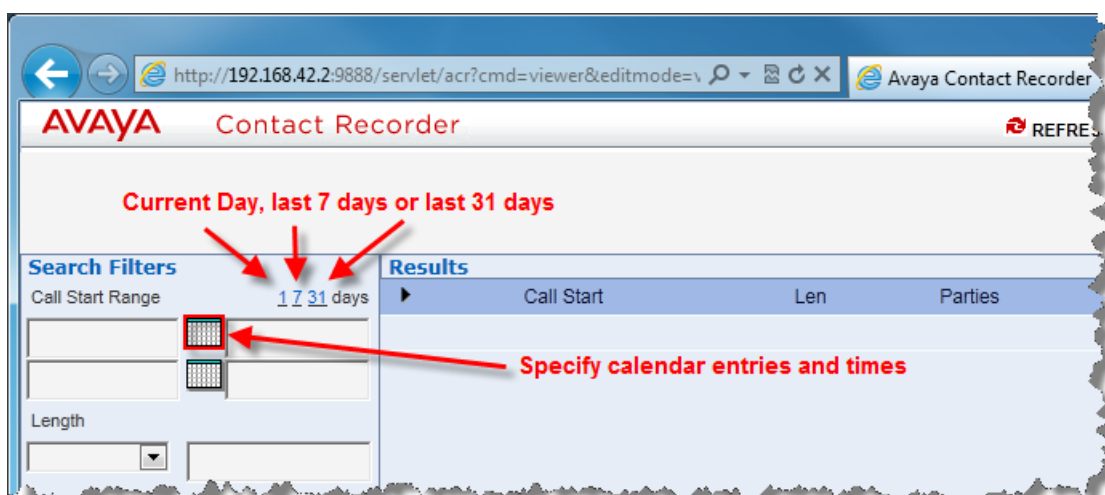 http://192.168.42.2:9888/servlet/acr?cmd=viewer&editmode=
Avaya Contact Recorder
AVAYA Contact Recorder
Current Day, last 7 days or last 31 days
Search Filters
Results
Call Start Range 1 7 31 days
Call Start Len Parties
Specify calendar entries and times
Length